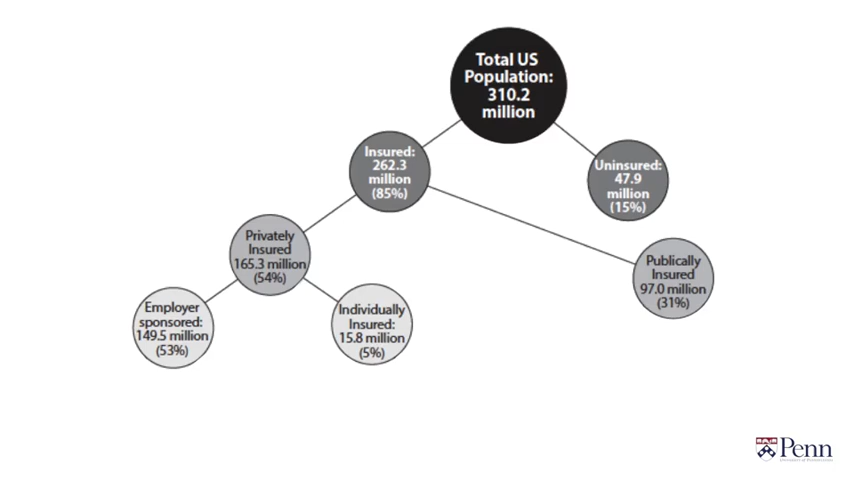 Total US
Population:
310.2
million
Insured:
262.3
million
(85%)
Uninsured:
47.9
million
(15%)
Privately
Insured
165.3 million
(54%)
Publically
Insured
97.0 million
(31%)
Employer
sponsored:
149.5 million
(53%)
Individually
Insured:
15.8 million
(5%)
Penn